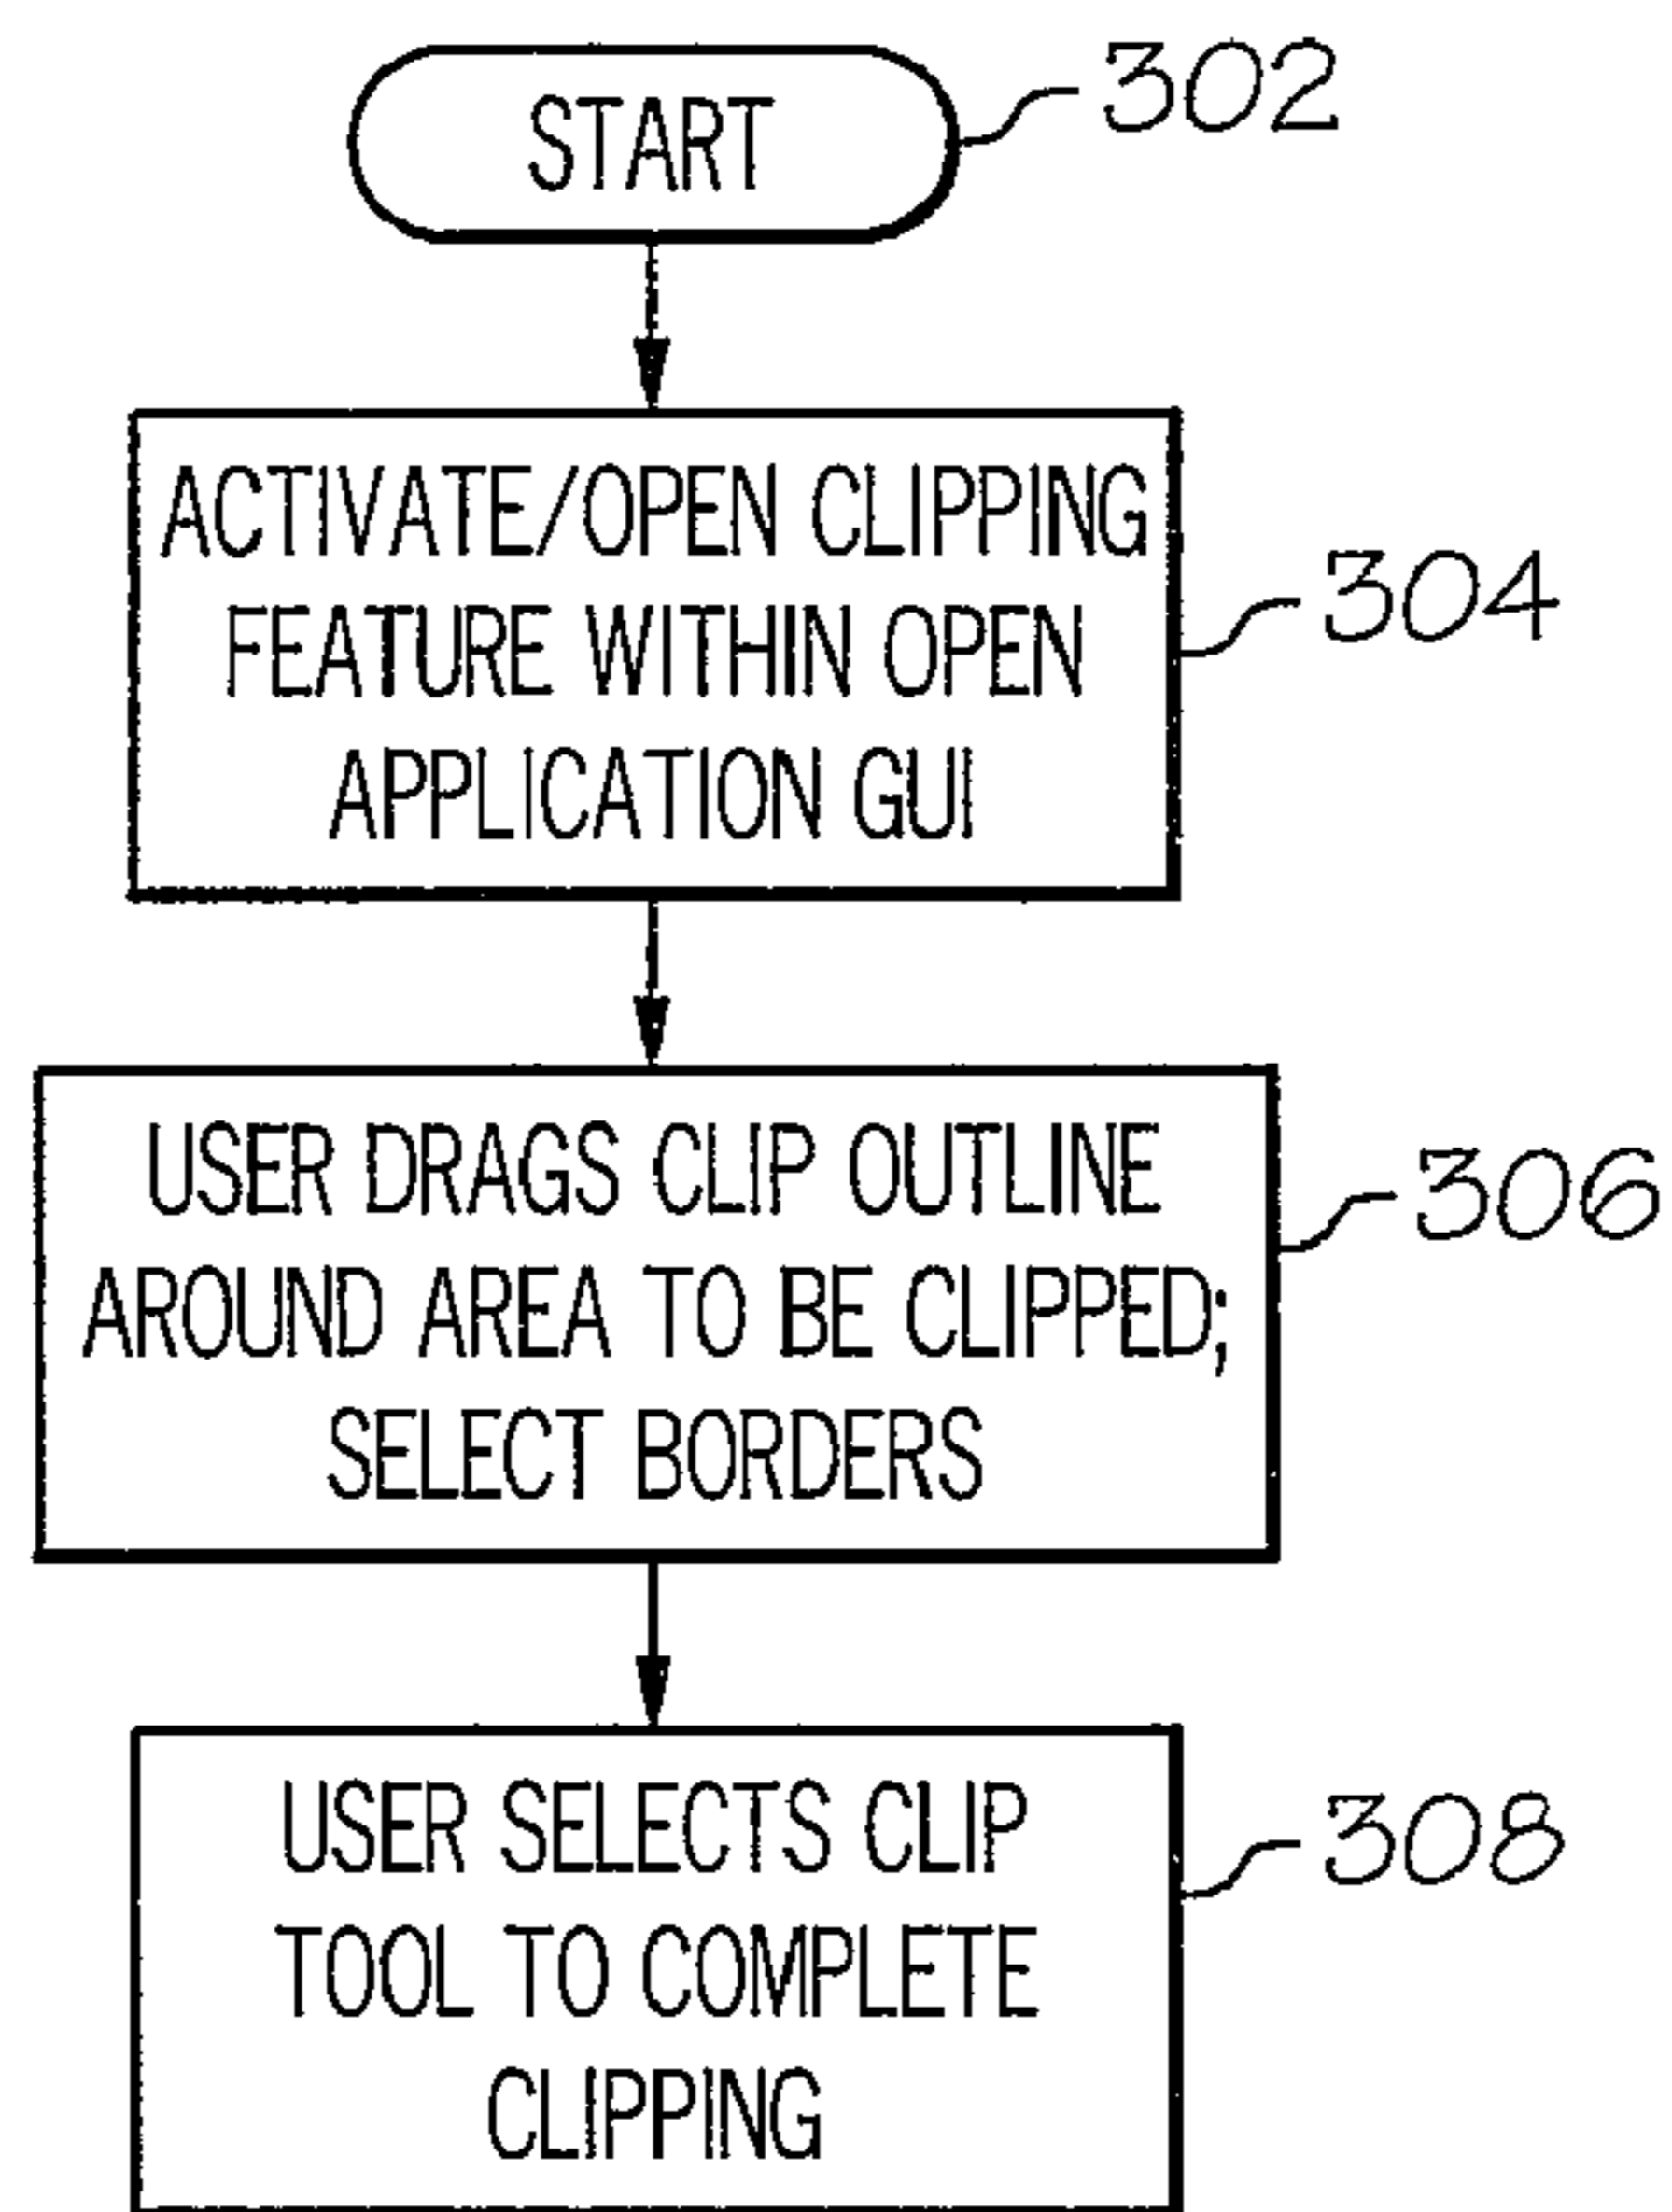 START
302
ACTIVATE/OPEN CLIPPING
FEATURE WITHIN OPEN
APPLICATION GUI
304
USER DRAGS CLIP OUTLINE
AROUND AREA TO BE CLIPPED;
SELECT BORDERS
306
USER SELECTS CLIP
TOOL TO COMPLETE
CLIPPING
308